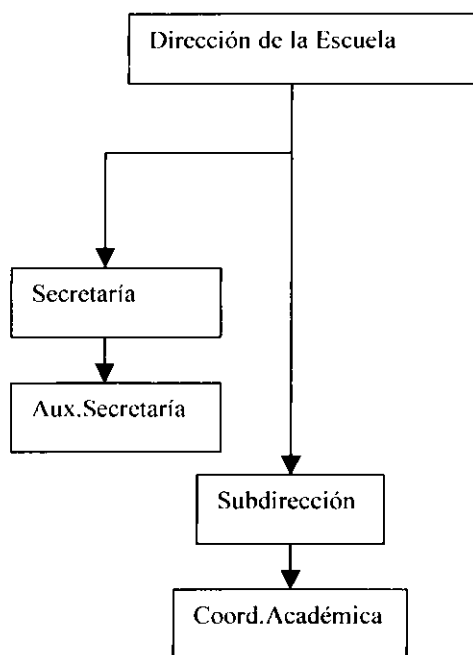 Dirección de la Escuela
Secretaría
Aux.Secretaría
Subdirección
Coord.Académica